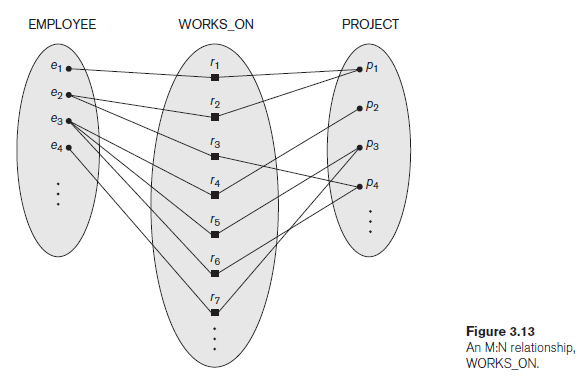 EMPLOYEE
WORKS_ON
PROJECT
e1
e2
e3
e4
r1
r2
r3
r4
r5
r6
r7
p1
p2
p3
p4
Figure 3.13
An M:N relationship,
WORKS_ON.